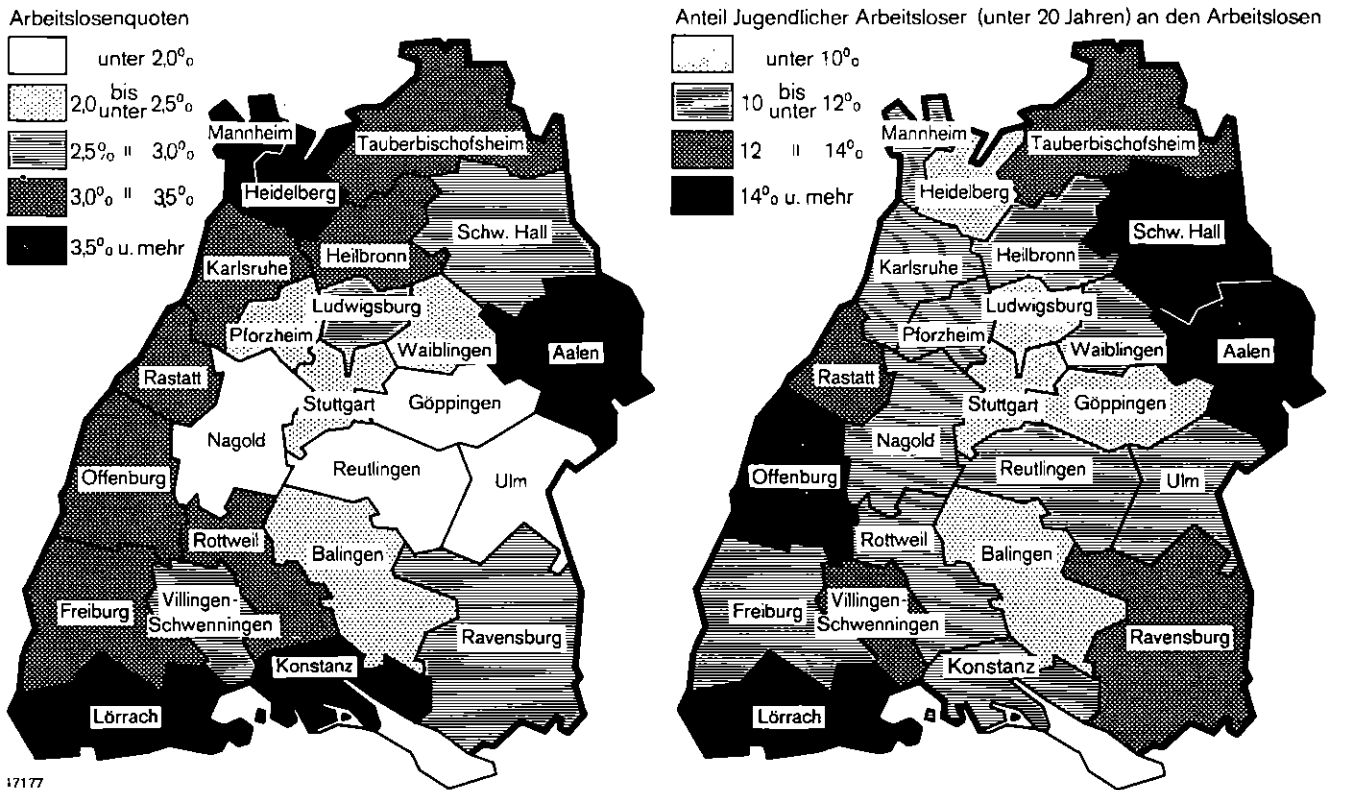 Arbeitslosenquoten
unter 2,0%
2,0 bis unter 2,5%
2,5% " 3,0%
3,0% " 3,5%
3,5% u. mehr
Mannheim
Tauberbischofsheim
Heidelberg
Schw. Hall
Heilbronn
Karlsruhe
Ludwigsburg
Pforzheim
Waiblingen
Aalen
Rastatt
Stuttgart
Göppingen
Nagold
Reutlingen
Offenburg
Ulm
Rottweil
Balingen
Villingen-
Freiburg
Schwenningen
Ravensburg
Konstanz
Lörrach
17177
Anteil Jugendlicher Arbeitsloser (unter 20 Jahren) an den Arbeitslosen
unter 10%
10 bis unter 12%
12 " 14%
14% u. mehr
Mannheim
Tauberbischofsheim
Heidelberg
Schw. Hall
Heilbronn
Karlsruhe
Ludwigsburg
Pforzheim
Waiblingen
Aalen
Rastatt
Stuttgart
Göppingen
Nagold
Reutlingen
Offenburg
Ulm
Rottweil
Balingen
Villingen-
Freiburg
Schwenningen
Ravensburg
Konstanz
Lörrach